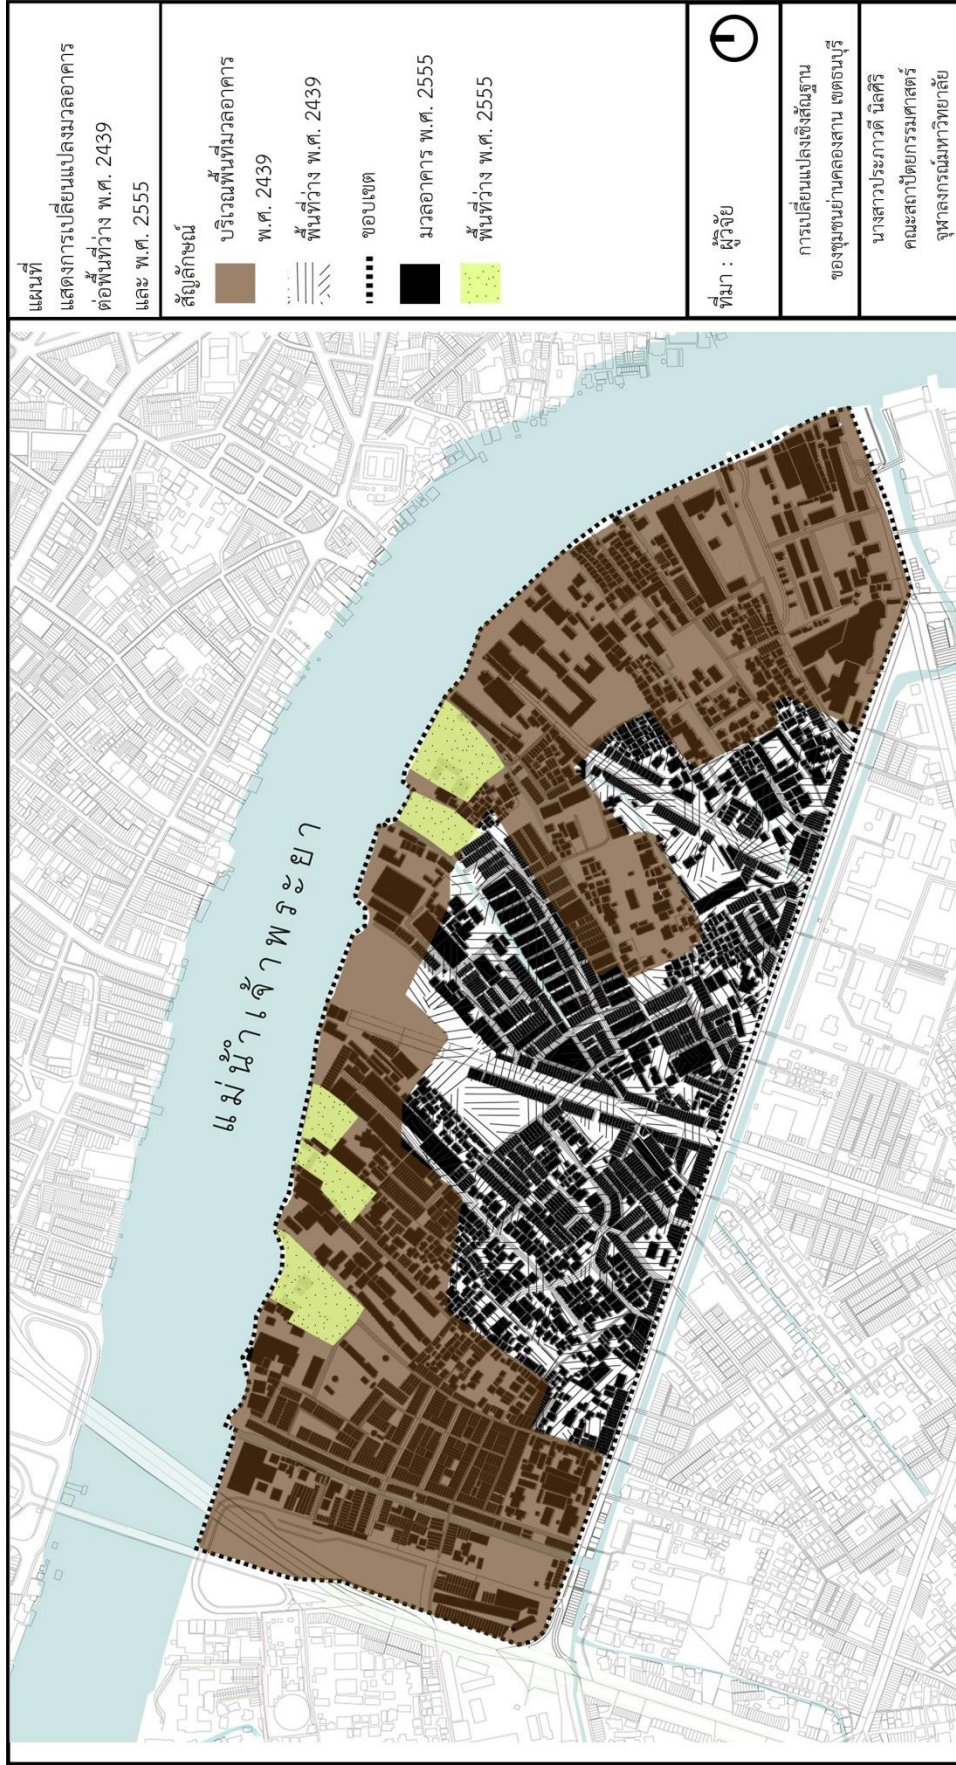 แผนที่
แสดงการเปลี่ยนแปลงมวลอาคาร
ต่อพื้นที่ว่าง พ.ศ. 2439
และ พ.ศ. 2555
สัญลักษณ์
บริเวณพื้นที่มวลอาคาร
พ.ศ. 2439
พื้นที่ว่าง พ.ศ. 2439
ขอบเขต
มวลอาคาร พ.ศ. 2555
พื้นที่ว่าง พ.ศ. 2555
ที่มา : ผู้วิจัย
การเปลี่ยนแปลงเชิงสัณฐาน
ของชุมชนย่านคลองสาน เขตธนบุรี
นางสาวประภาวดี นิลศิริ
คณะสถาปัตยกรรมศาสตร์
จุฬาลงกรณ์มหาวิทยาลัย
แม่น้ำเจ้าพระยา